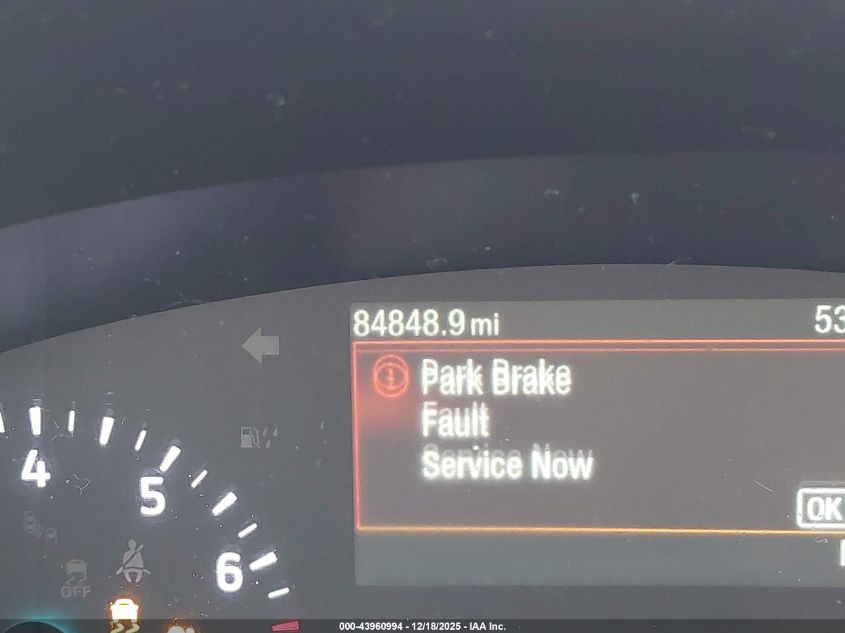 84848.9 mi
53
Park Brake
Fault
Service Now
OK
4
5
6
OFF
000-43960994 - 12/18/2025 - IAA Inc.